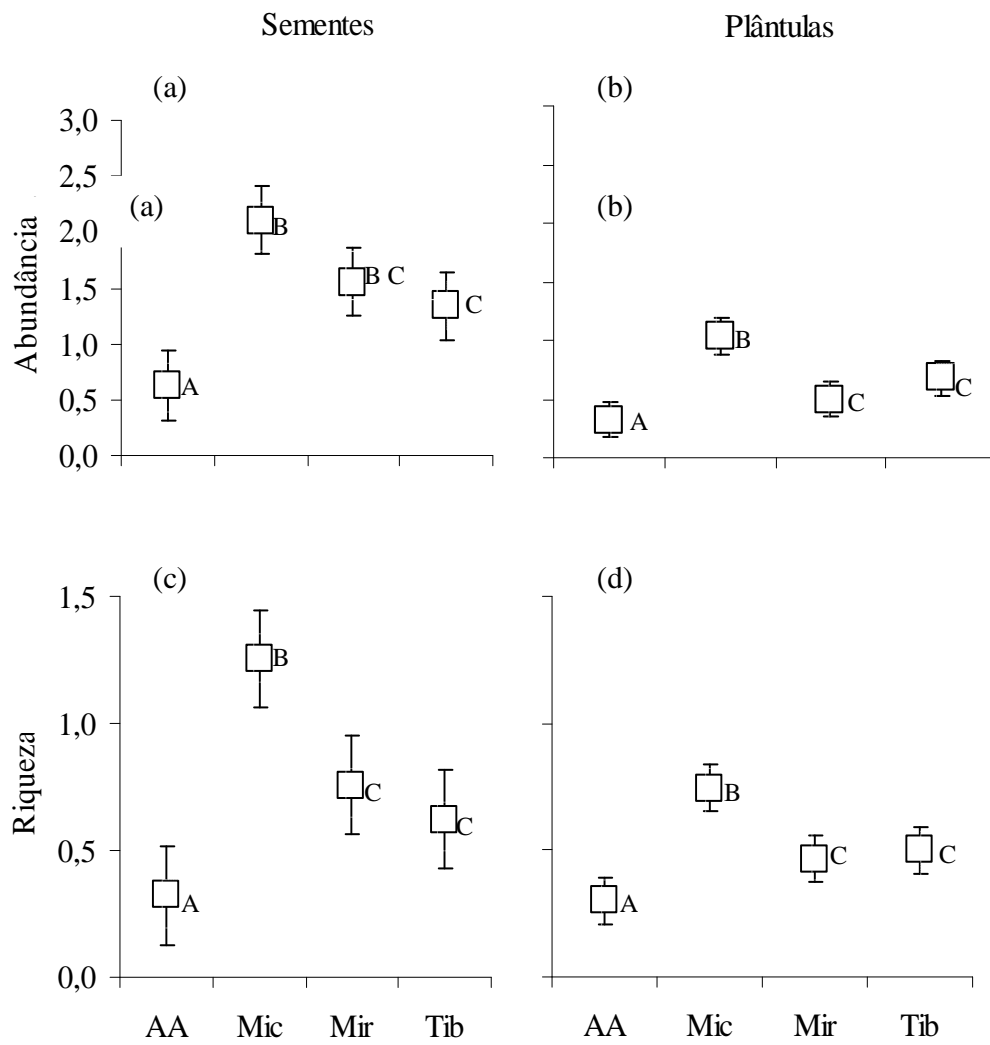 Sementes
Plântulas
(a)
(b)
3,0
2,5
(a)
(b)
2,0
1,5
1,0
0,5
0,0
Abundância
A
B
B C
C
A
B
C
C
(c)
(d)
1,5
1,0
0,5
0,0
Riqueza
A
B
C
C
A
B
C
C
AA Mic Mir Tib
AA Mic Mir Tib